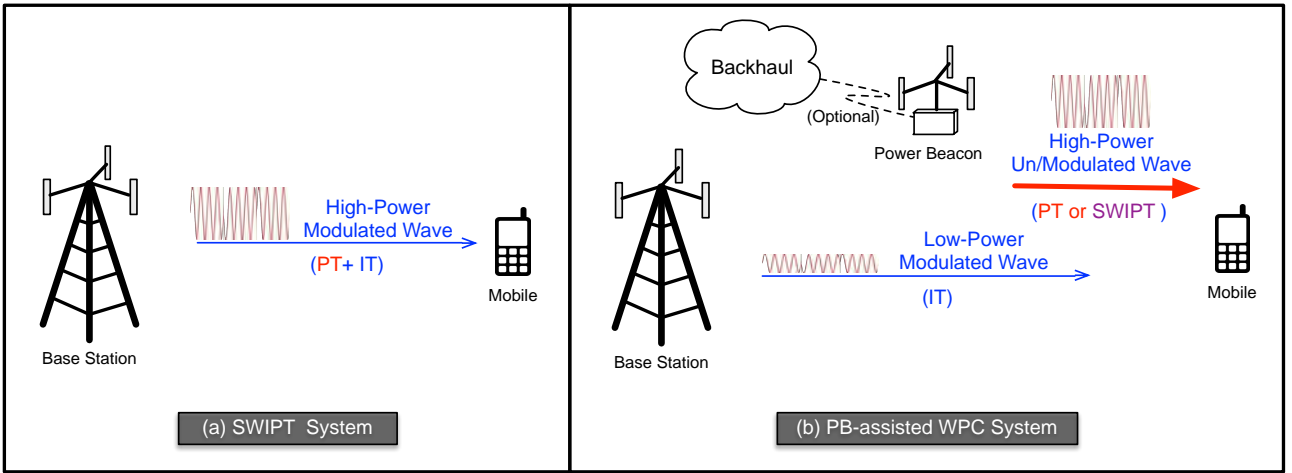 High-Power
Modulated Wave
(PT+ IT)
Mobile
Base Station
(a) SWIPT  System
Backhaul
(Optional)
Power Beacon
High-Power
Un/Modulated Wave
(PT or SWIPT )
Low-Power
Modulated Wave
(IT)
Mobile
Base Station
(b) PB-assisted WPC System